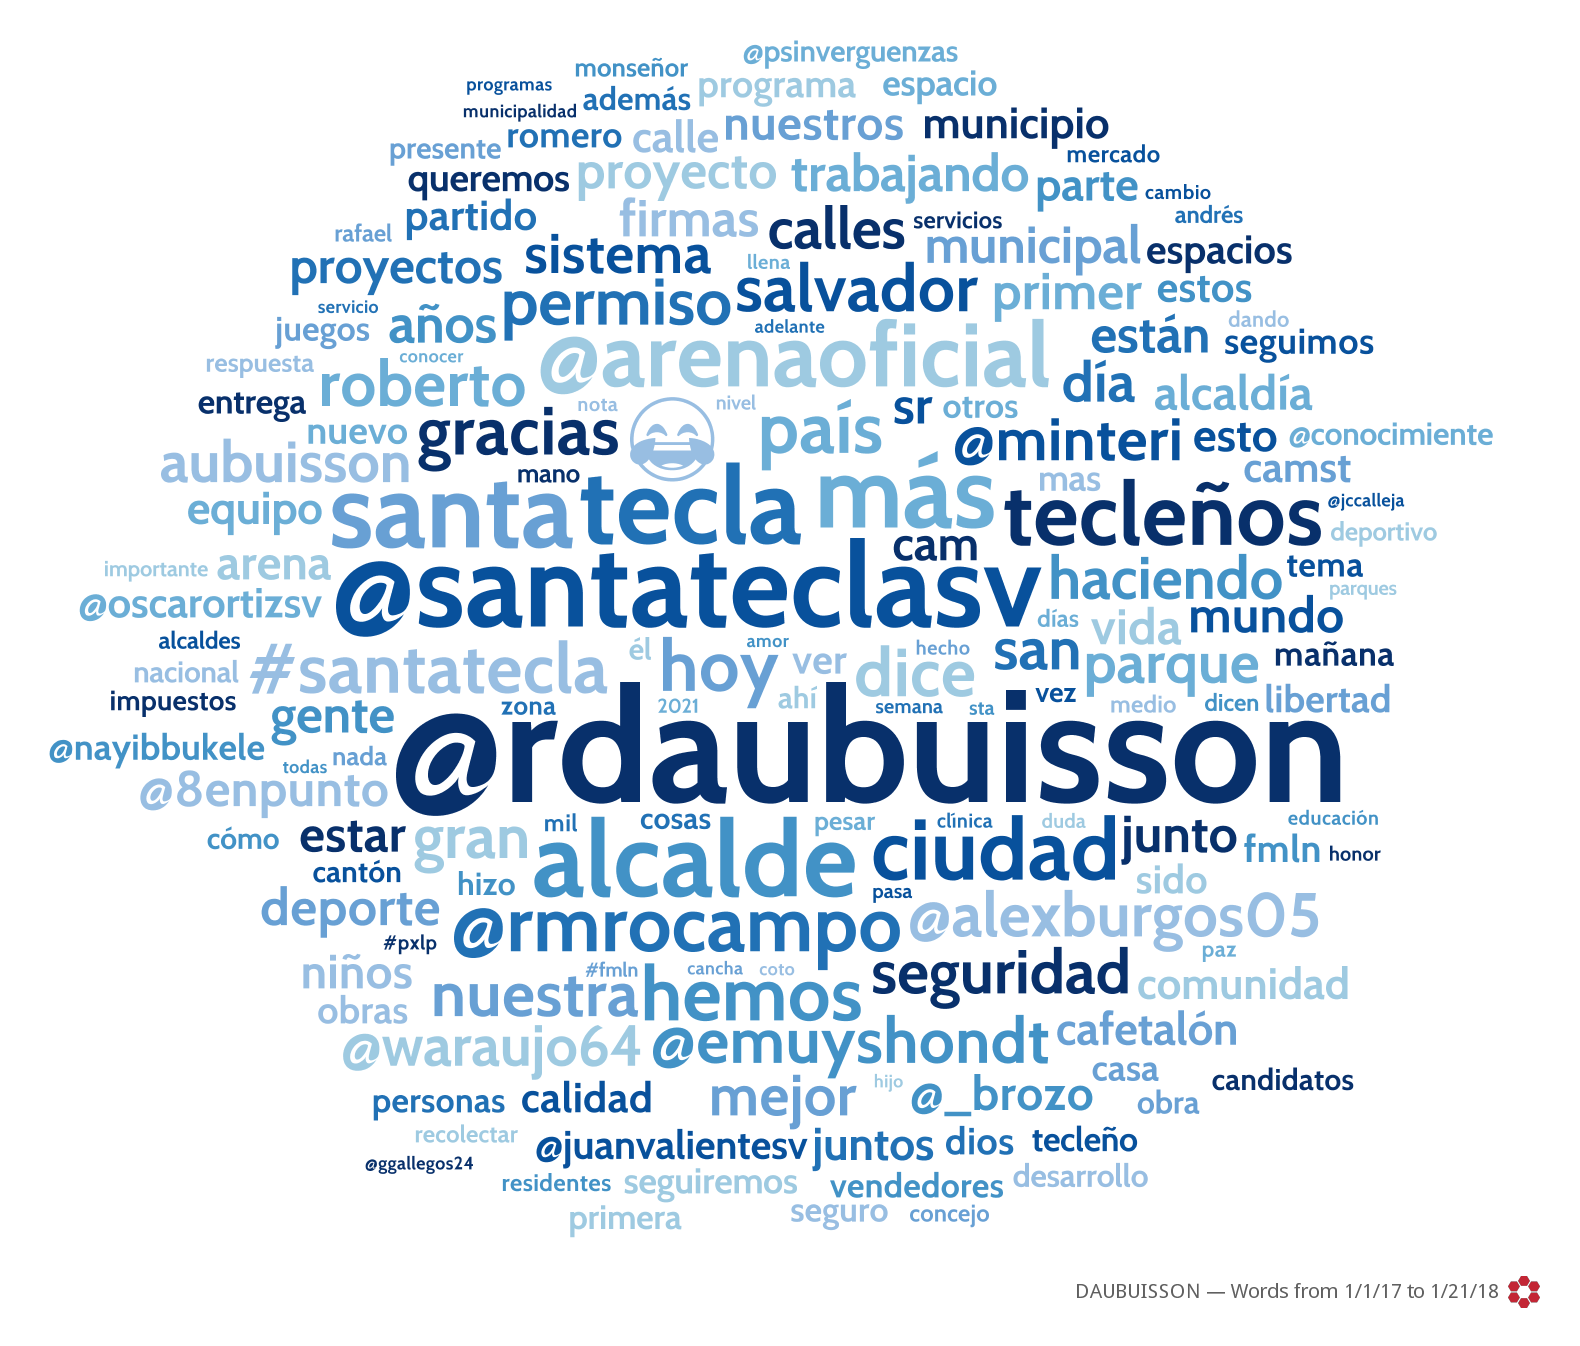 @psinverguenzas
monseñor
programas
programa
espacio
municipalidad
además
romero
calle
nuestros
municipio
presente
mercado
queremos
proyecto
trabajando
parte
cambio
partido
firmas
calles
servicios
andrés
rafael
sistema
municipal
espacios
proyectos
llena
permiso
salvador
primer
estos
servicio
juegos
años
adelante
están
dando
seguimos
respuesta
conocer
@arenaoficial
roberto
día
alcaldía
entrega
nota
nivel
sr
otros
nuevo
gracias
😂
país
@minteri
esto
@conocimiente
aubuisson
mano
mas
camst
equipo
santa
tecla
más
tecleños
@jccalleja
deportivo
cam
importante
arena
@santateclasv
haciendo
tema
parques
@oscarortizsv
días
vida
mundo
alcaldes
él
amor
hecho
san
mañana
nacional
#santatecla
hoy
ver
dice
parque
impuestos
zona
2021
ahí
semana
sta
vez
medio
dicen
libertad
gente
@nayibbukele
nada
todas
@rdaubuisson
@8enpunto
cómo
estar
gran
mil
cosas
pesar
clínica
duda
junto
educación
fmln
honor
cantón
hizo
alcalde
ciudad
pasa
sido
deporte
@rmrocampo
@alexburgos05
#pxlp
paz
niños
#fmln
cancha
coto
seguridad
comunidad
obras
nuestra
hemos
@waraujo64
@emuyshondt
cafetalón
casa
personas
calidad
mejor
hijo
@_brozo
obra
candidatos
recolectar
@juanvalientesv
juntos
dios
tecleño
@ggallegos24
residentes
seguiremos
vendedores
desarrollo
primera
seguro
concejo
DAUBUISSON — Words from 1/1/17 to 1/21/18